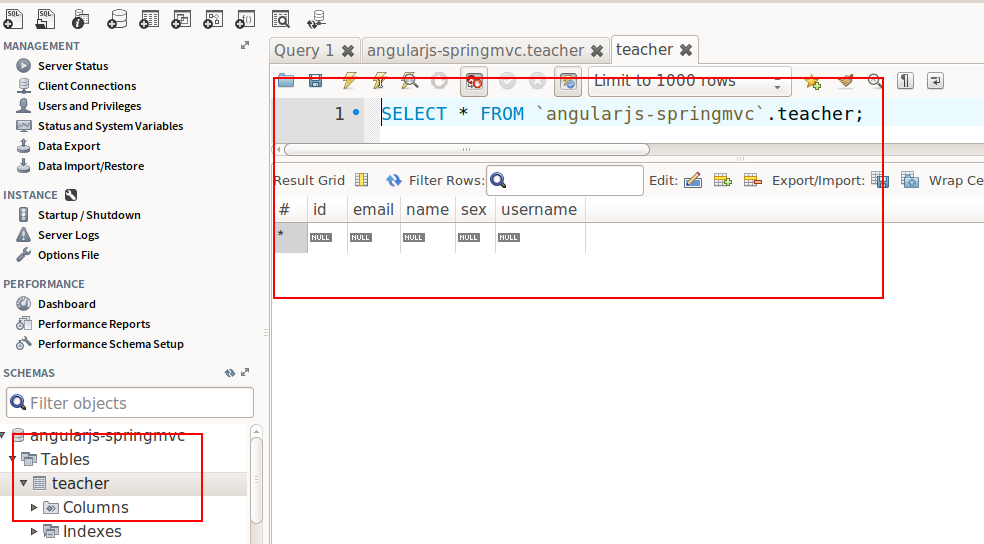 SQL SQL
MANAGEMENT
Server Status
Client Connections
Users and Privileges
Status and System Variables
Data Export
Data Import/Restore
INSTANCE
Startup / Shutdown
Server Logs
Options File
PERFORMANCE
Dashboard
Performance Reports
Performance Schema Setup
SCHEMAS
Filter objects
angularjs-springmvc
Tables
teacher
Columns
Indexes
Query 1 angularjs-springmvc.teacher teacher
Limit to 1000 rows
1 SELECT * FROM `angularjs-springmvc`.teacher;
Result Grid Filter Rows: Edit: Export/Import: Wrap Ce
# id email name sex username
* NULL NULL NULL NULL NULL